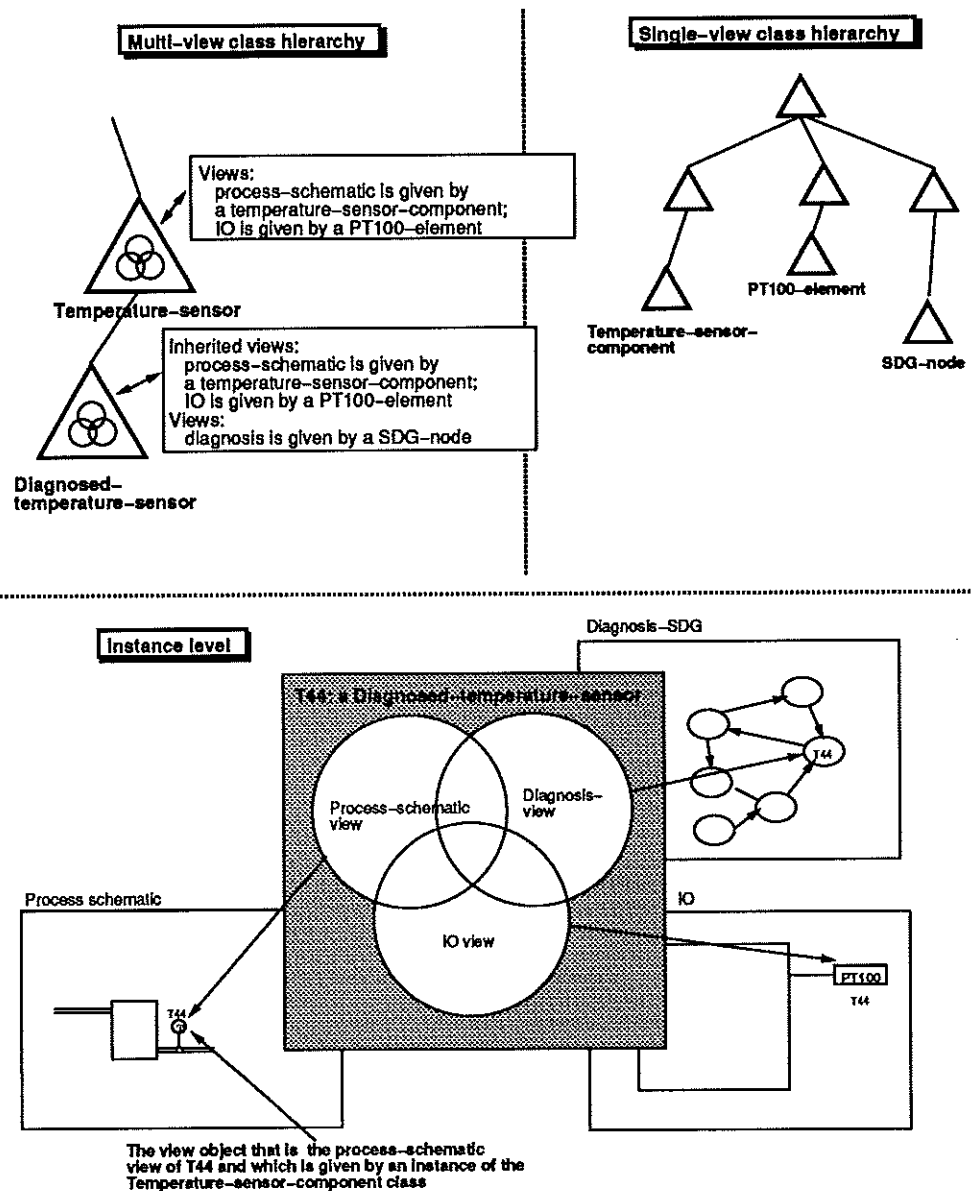 Multi-view class hierarchy
Single-view class hierarchy
Views:
process-schematic is given by
a temperature-sensor-component;
IO is given by a PT100-element
Temperature-sensor
Inherited views:
process-schematic is given by
a temperature-sensor-component;
IO is given by a PT100-element
Views:
diagnosis is given by a SDG-node
Diagnosed-
temperature-sensor
PT100-element
Temperature-sensor-
component
SDG-node
Instance level
Diagnosis-SDG
T44: a Diagnosed-temperature-sensor
T44
Process-schematic
view
Diagnosis-
view
IO view
Process schematic
T44
IO
PT100
T44
The view object that is the process-schematic
view of T44 and which is given by an instance of the
Temperature-sensor-component class